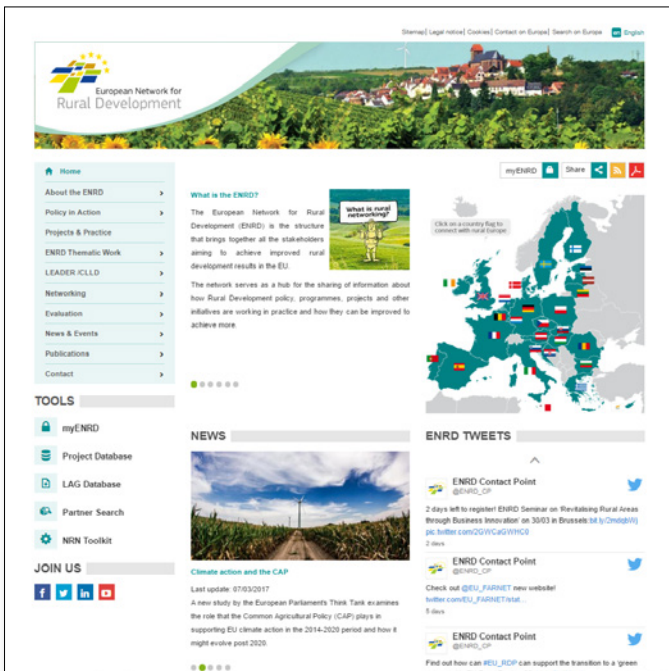 Sitemap| Legal notice| Cookies| Contact on Europa| Search on Europa en English
European Network for
Rural Development
Home
About the ENRD
Policy in Action
Projects & Practice
ENRD Thematic Work
LEADER /CLLD
Networking
Evaluation
News & Events
Publications
Contact
TOOLS
myENRD
Project Database
LAG Database
Partner Search
NRN Toolkit
JOIN US
What is the ENRD?
The European Network for Rural
Development (ENRD) is the structure
that brings together all the stakeholders
aiming to achieve improved rural
development results in the EU.
What is rural
networking?
The network serves as a hub for the sharing of information about
how Rural Development policy, programmes, projects and other
initiatives are working in practice and how they can be improved to
achieve more.
myENRD Share
Click on a country flag to
connect with rural Europe
NEWS
Climate action and the CAP
Last update: 07/03/2017
A new study by the European Parliament's Think Tank examines
the role that the Common Agricultural Policy (CAP) plays in
supporting EU climate action in the 2014-2020 period and how it
might evolve post 2020.
ENRD TWEETS
ENRD Contact Point
@ENRD_CP
2 days left to register! ENRD Seminar on 'Revitalising Rural Areas
through Business Innovation' on 30/03 in Brussels
2 days
ENRD Contact Point
@ENRD_CP
Check out @EU_FARNET new website!
twitter.com/EU_FARNET/stat...
5 days
ENRD Contact Point
@ENRD_CP
Find out how can #EU_RDP can support the transition to a 'green